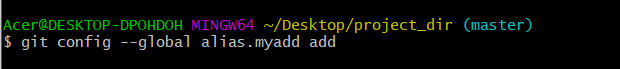 Acer@DESKTOP-DPOHDOH MINGW64 ~/Desktop/project_dir (master)
$ git config --global alias.myadd add